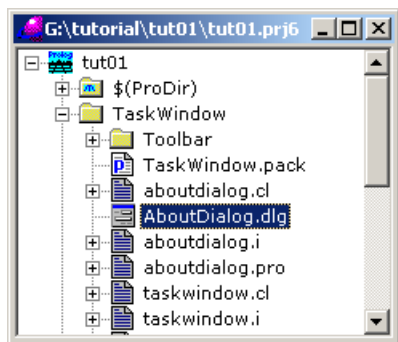 G:\tutorial\tut01\tut01.prj6
tut01
$(ProDir)
TaskWindow
Toolbar
TaskWindow.pack
aboutdialog.cl
AboutDialog.dlg
aboutdialog.i
aboutdialog.pro
taskwindow.cl
taskwindow.i